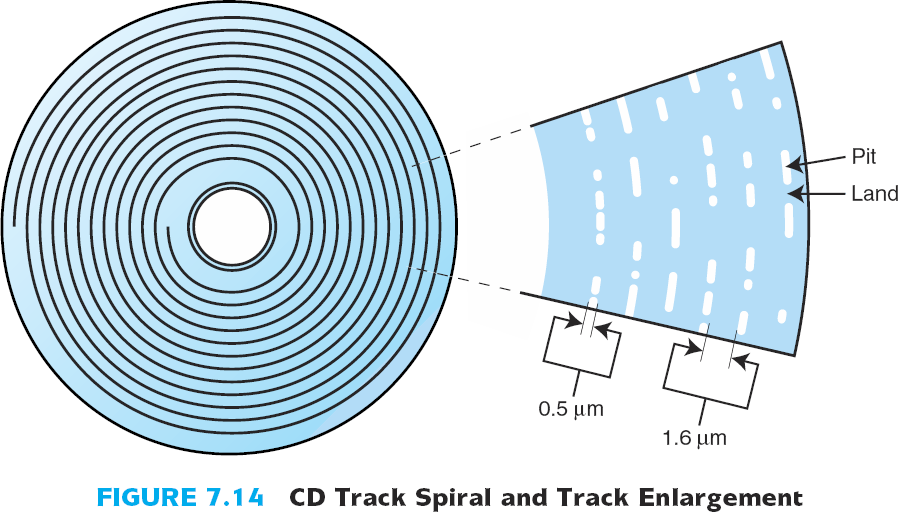 Pit
Land
0.5 μm
1.6 μm
FIGURE 7.14 CD Track Spiral and Track Enlargement